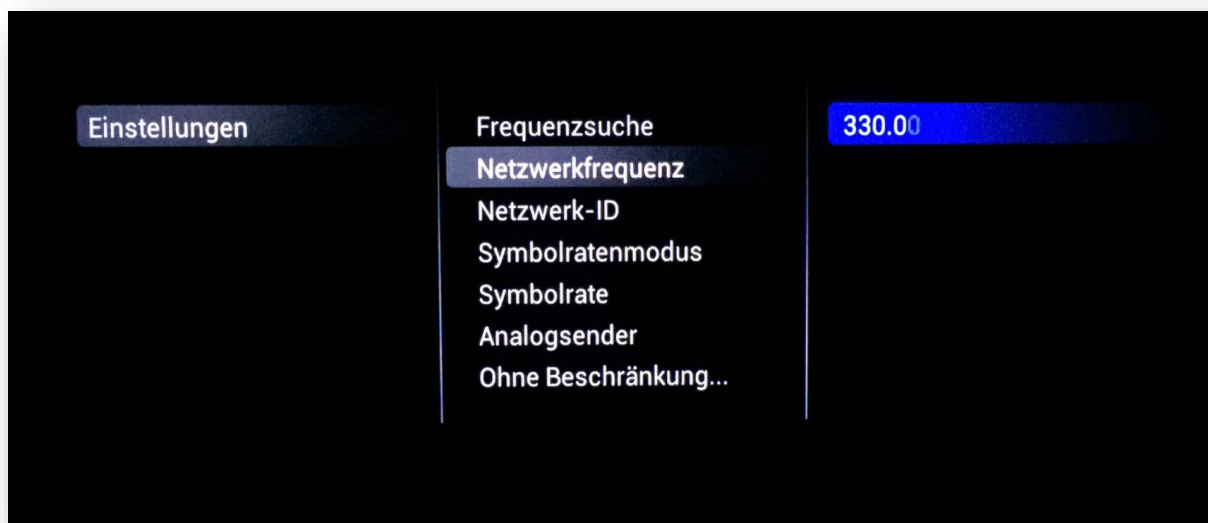 Einstellungen
Frequenzsuche
Netzwerkfrequenz
Netzwerk-ID
Symbolratenmodus
Symbolrate
Analogsender
Ohne Beschränkung...
330.00